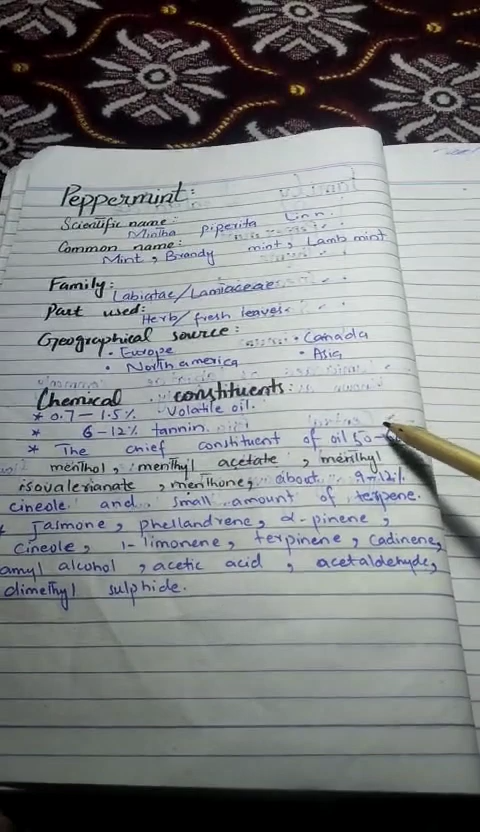 Peppermint:
Scientific name:
Mintha piperita Linn.
Common name:
Mint, Brandy mint, Lamb mint
Family:
Labiatae/Lamiaceae
Part used:
Herb/fresh leaves
Geographical source:
• Europe • Canada
• North america • Asia
Chemical constituents:
* 0.7 – 1.5% Volatile oil.
* 6 – 12% tannin.
* The chief constituent of oil 50-
menthol, menthyl acetate, menthyl
isovalerianate, menthone, about 9-12%
cineole and small amount of terpene.
* Jasmone, phellandrene, α-pinene,
cineole, l-limonene, terpinene, cadinene,
amyl alcohol, acetic acid, acetaldehyde,
dimethyl sulphide.